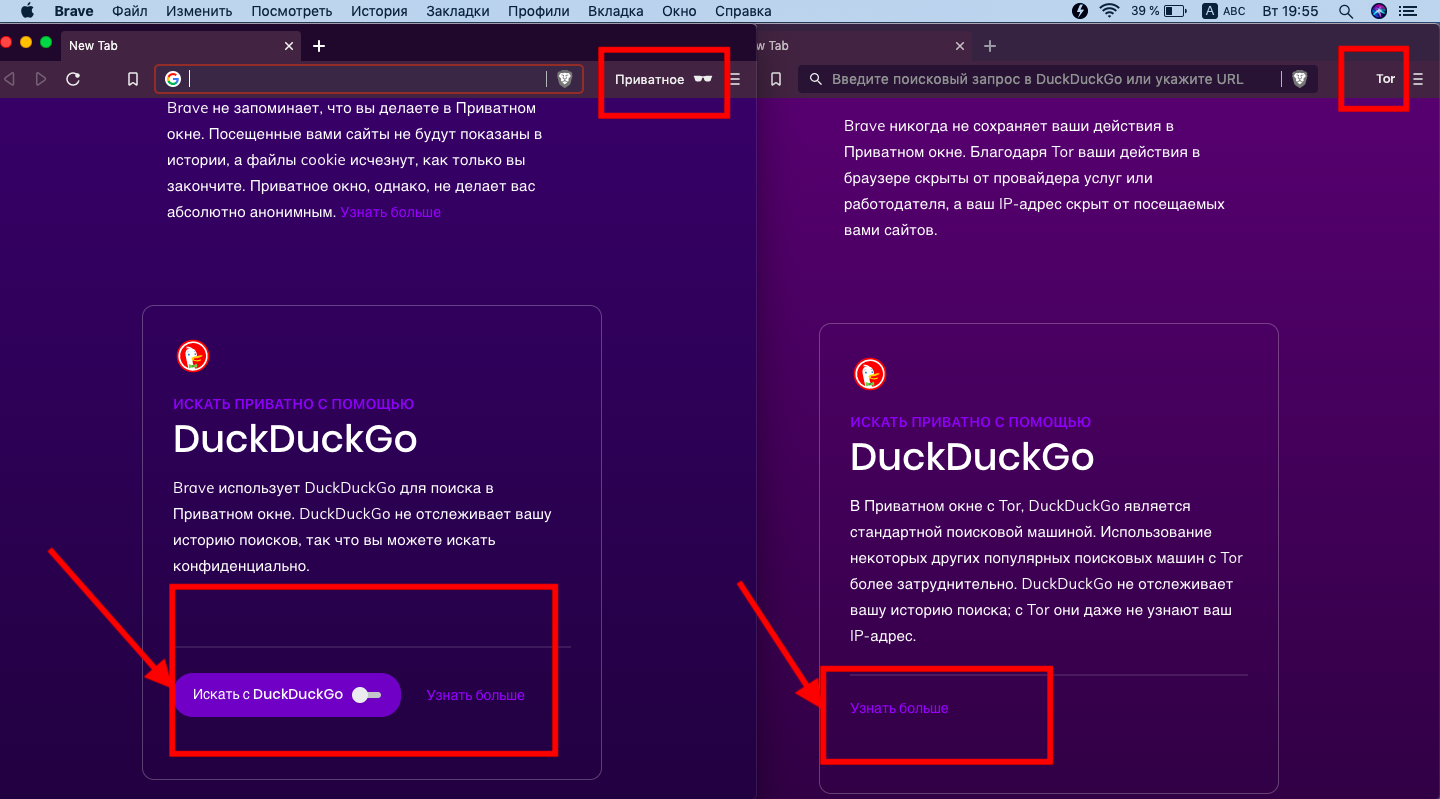 Brave Файл Изменить Посмотреть История Закладки Профили Вкладка Окно Справка 39 % A ABC Вт 19:55
New Tab
Приватное
Brave не запоминает, что вы делаете в Приватном
окне. Посещенные вами сайты не будут показаны в
истории, а файлы cookie исчезнут, как только вы
закончите. Приватное окно, однако, не делает вас
абсолютно анонимным. Узнать больше
ИСКАТЬ ПРИВАТНО С ПОМОЩЬЮ
DuckDuckGo
Brave использует DuckDuckGo для поиска в
Приватном окне. DuckDuckGo не отслеживает вашу
историю поисков, так что вы можете искать
конфиденциально.
Искать с DuckDuckGo Узнать больше
w Tab
Введите поисковый запрос в DuckDuckGo или укажите URL
Tor
Brave никогда не сохраняет ваши действия в
Приватном окне. Благодаря Tor ваши действия в
браузере скрыты от провайдера услуг или
работодателя, а ваш IP-адрес скрыт от посещаемых
вами сайтов.
ИСКАТЬ ПРИВАТНО С ПОМОЩЬЮ
DuckDuckGo
В Приватном окне с Tor, DuckDuckGo является
стандартной поисковой машиной. Использование
некоторых других популярных поисковых машин с Tor
более затруднительно. DuckDuckGo не отслеживает
вашу историю поиска; с Tor они даже не узнают ваш
IP-адрес.
Узнать больше